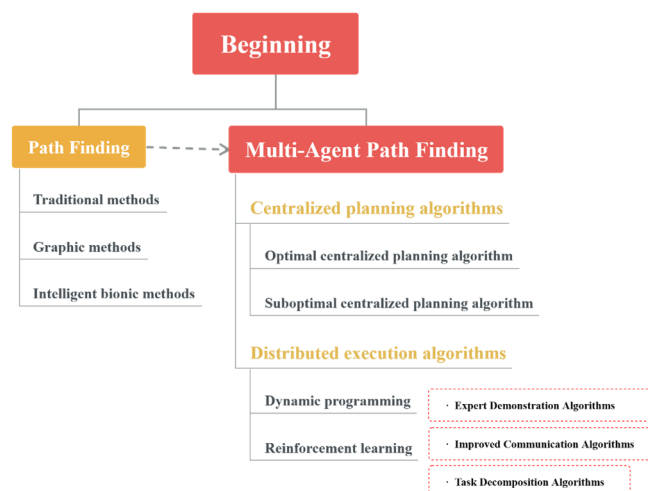 Beginning
Path Finding
Multi-Agent Path Finding
Traditional methods
Graphic methods
Intelligent bionic methods
Centralized planning algorithms
Optimal centralized planning algorithm
Suboptimal centralized planning algorithm
Distributed execution algorithms
Dynamic programming
Reinforcement learning
· Expert Demonstration Algorithms
· Improved Communication Algorithms
· Task Decomposition Algorithms